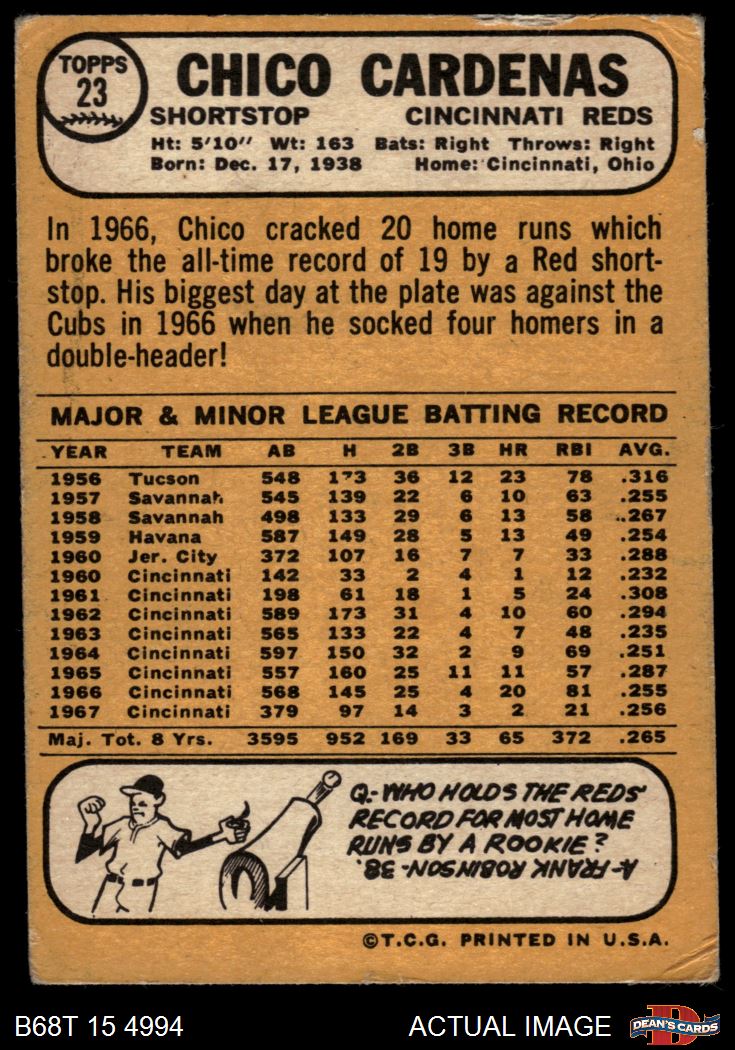 TOPPS
23
CHICO CARDENAS
SHORTSTOP CINCINNATI REDS
Ht: 5'10" Wt: 163 Bats: Right Throws: Right
Born: Dec. 17, 1938 Home: Cincinnati, Ohio
In 1966, Chico cracked 20 home runs which
broke the all-time record of 19 by a Red short-
stop. His biggest day at the plate was against the
Cubs in 1966 when he socked four homers in a
double-header!
MAJOR & MINOR LEAGUE BATTING RECORD
YEAR TEAM AB H 2B 3B HR RBI AVG.
1956 Tucson 548 173 36 12 23 78 .316
1957 Savannah 545 139 22 6 10 63 .255
1958 Savannah 498 133 29 6 13 58 .267
1959 Havana 587 149 28 5 13 49 .254
1960 Jer. City 372 107 16 7 7 33 .288
1960 Cincinnati 142 33 2 4 1 12 .232
1961 Cincinnati 198 61 18 1 5 24 .308
1962 Cincinnati 589 173 31 4 10 60 .294
1963 Cincinnati 565 133 22 4 7 48 .235
1964 Cincinnati 597 150 32 2 9 69 .251
1965 Cincinnati 557 160 25 11 11 57 .287
1966 Cincinnati 568 145 25 4 20 81 .255
1967 Cincinnati 379 97 14 3 2 21 .256
Maj. Tot. 8 Yrs. 3595 952 169 33 65 372 .265
Q.-WHO HOLDS THE REDS'
RECORD FOR MOST HOME
RUNS BY A ROOKIE?
A-FRANK ROBINSON-38.
©T.C.G. PRINTED IN U.S.A.
B68T 15 4994 ACTUAL IMAGE
D
DEAN'S CARDS